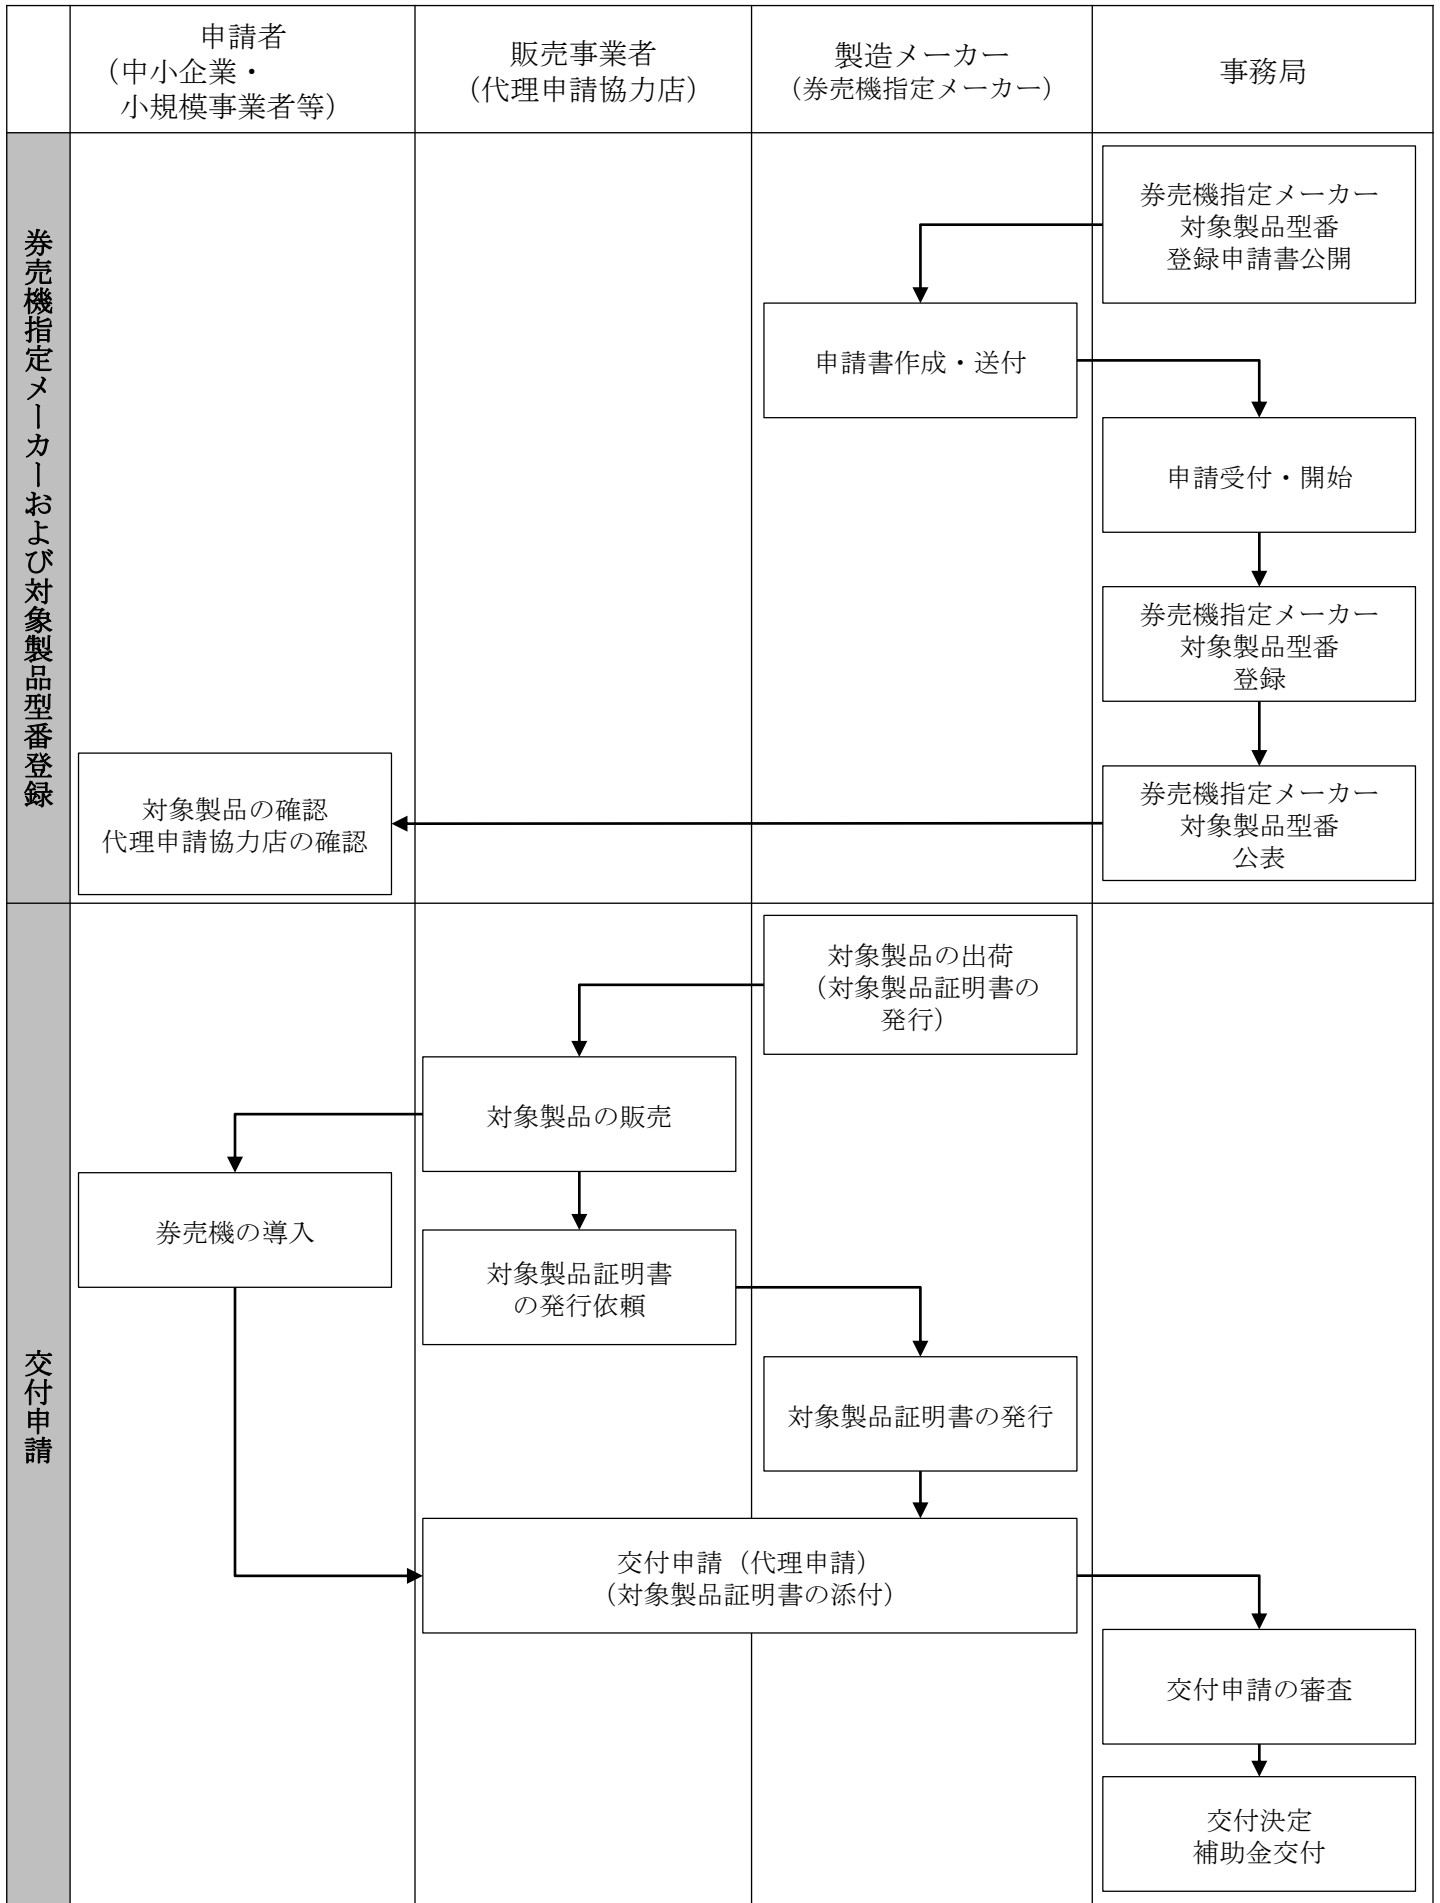 申請者
（中小企業・
小規模事業者等）
販売事業者
（代理申請協力店）
製造メーカー
（券売機指定メーカー）
事務局
券売機指定メーカーおよび対象製品型番登録
券売機指定メーカー
対象製品型番
登録申請書公開
申請書作成・送付
申請受付・開始
券売機指定メーカー
対象製品型番
登録
券売機指定メーカー
対象製品型番
公表
対象製品の確認
代理申請協力店の確認
交付申請
対象製品の出荷
（対象製品証明書の
発行）
対象製品の販売
券売機の導入
対象製品証明書
の発行依頼
対象製品証明書の発行
交付申請（代理申請）
（対象製品証明書の添付）
交付申請の審査
交付決定
補助金交付